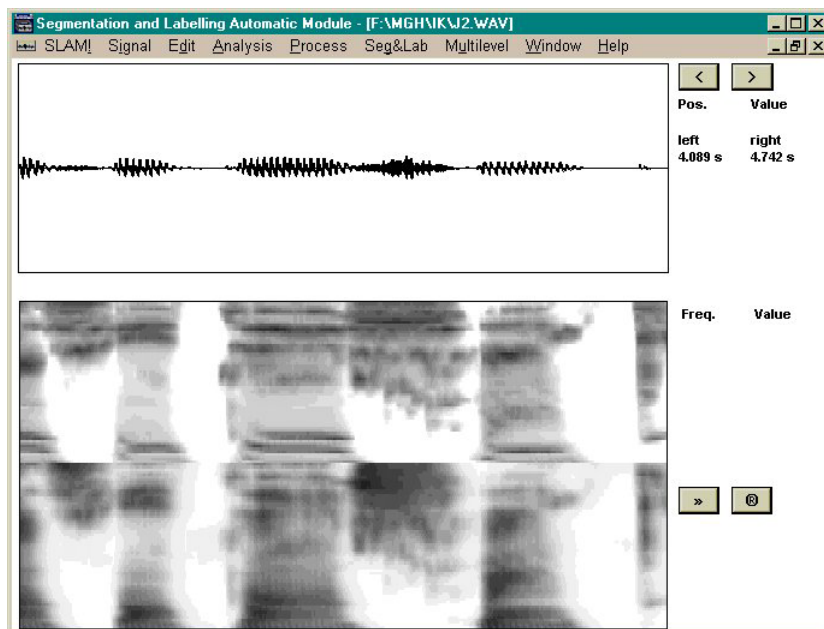 Segmentation and Labelling Automatic Module - [F:\MGH\IK\J2.WAV]
SLAM! Signal Edit Analysis Process Seg&Lab Multilevel Window Help
< >
Pos. Value
left right
4.089 s 4.742 s
Freq. Value
» ®